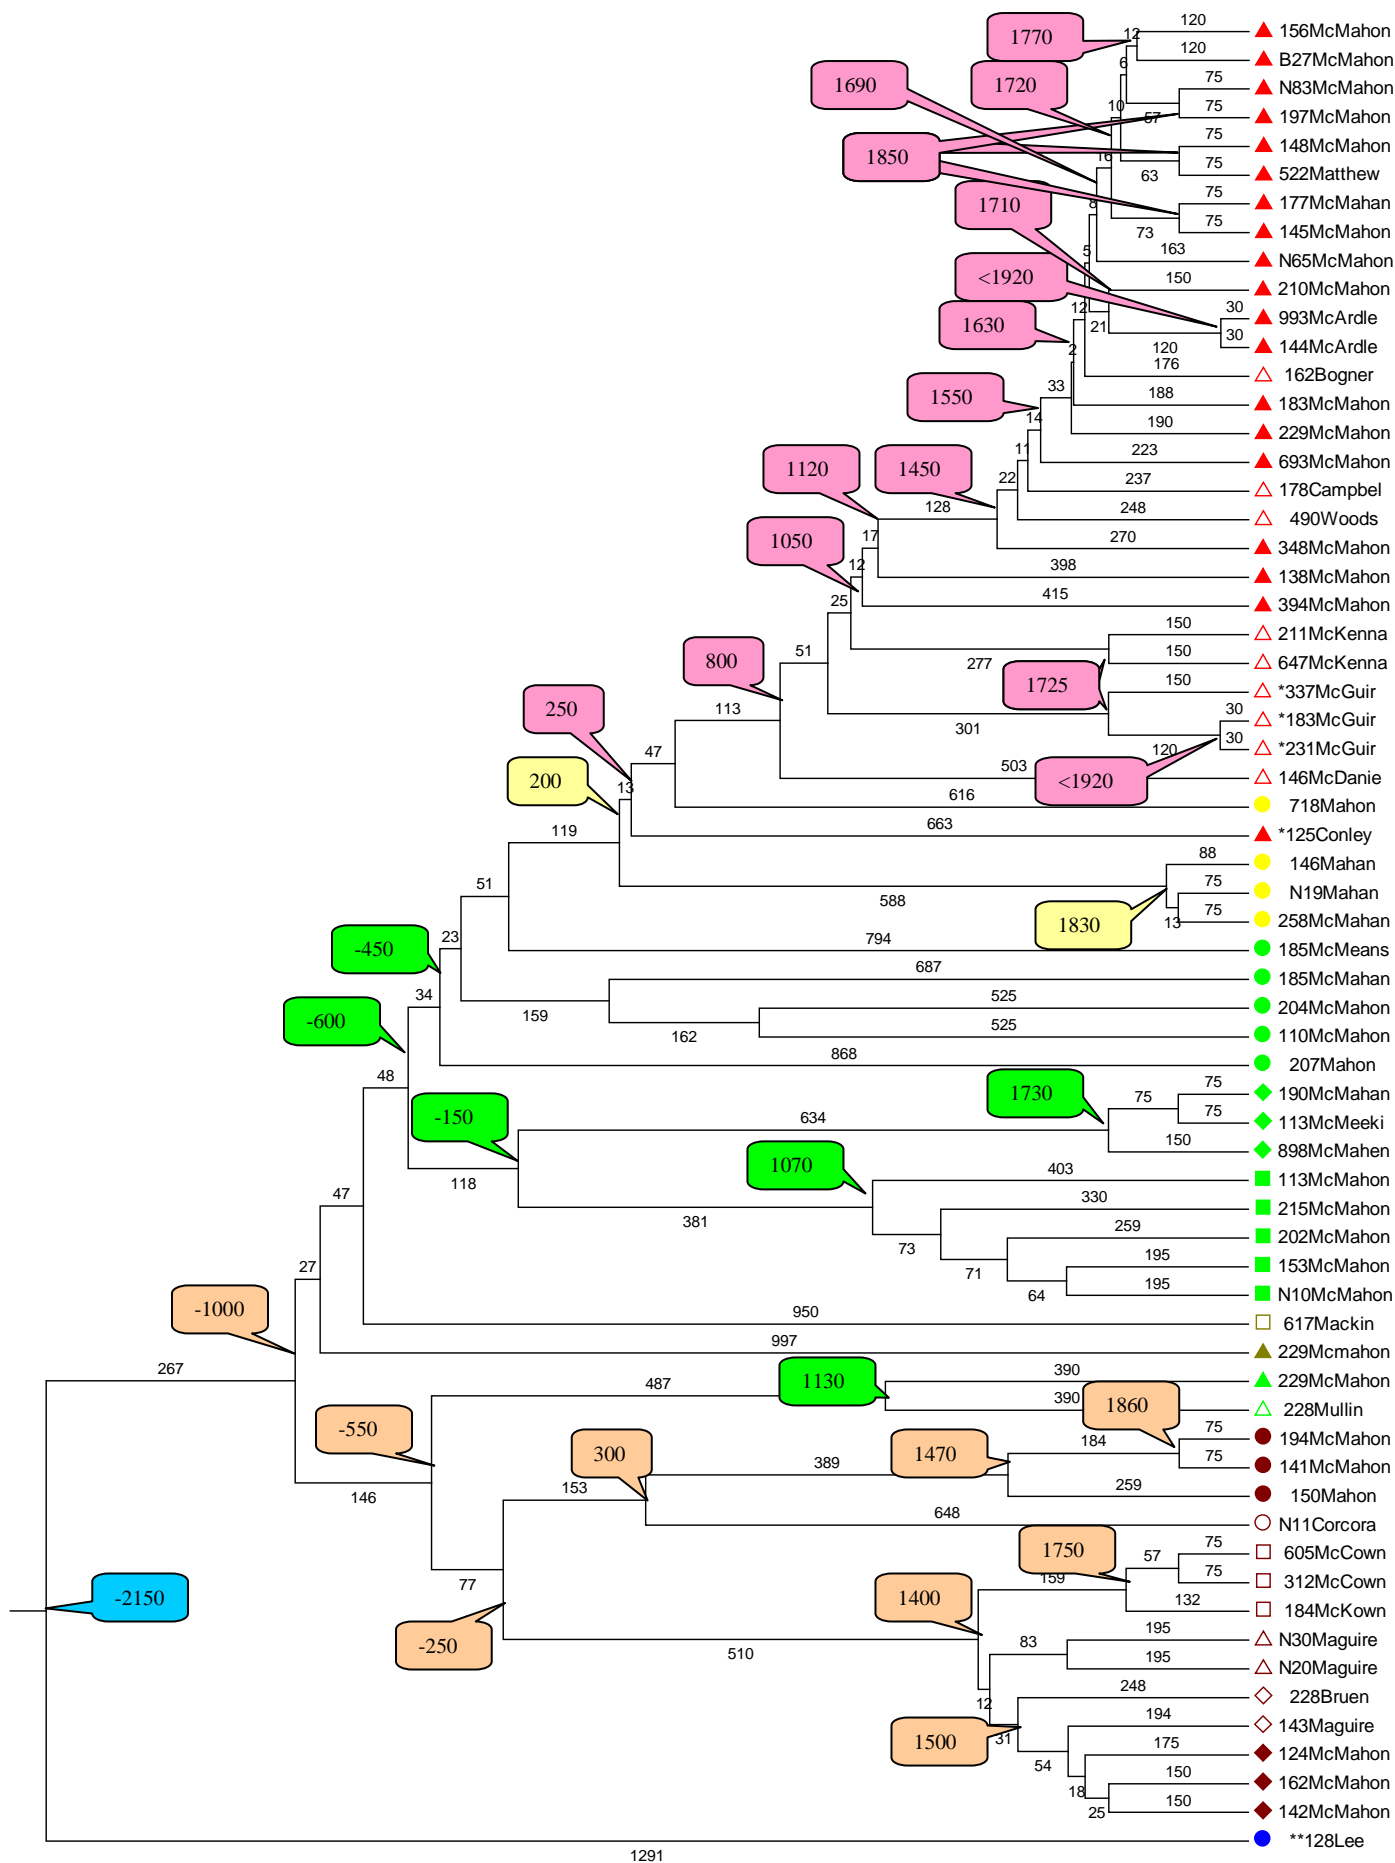 120
156McMahon
1770
12
120
B27McMahon
6
1690
1720
75
N83McMahon
10
75
197McMahon
57
75
148McMahon
1850
16
75
522Matthew
63
75
177McMahan
1710
8
75
145McMahon
73
163
N65McMahon
5
<1920
150
210McMahon
12
30
993McArdle
1630
21
30
144McArdle
2
120
176
162Bogner
1550
33
188
183McMahon
14
190
229McMahon
11
223
693McMahon
1120
1450
22
237
178Campbel
128
248
490Woods
17
270
348McMahon
1050
12
398
138McMahon
25
415
394McMahon
150
211McKenna
800
51
277
150
647McKenna
1725
150
*337McGuir
250
113
301
30
*183McGuir
47
120
30
*231McGuir
200
13
503
<1920
146McDanie
616
718Mahon
119
663
*125Conley
88
146Mahan
51
588
75
N19Mahan
1830
13
75
258McMahan
-450
23
794
185McMeans
687
185McMahan
-600
34
159
525
204McMahon
162
525
110McMahon
868
207Mahon
48
1730
75
75
190McMahan
-150
634
75
113McMeeki
150
898McMahen
1070
118
403
113McMahon
47
381
330
215McMahon
73
259
202McMahon
27
71
195
153McMahon
64
195
N10McMahon
-1000
950
617Mackin
267
997
229Mcmahon
487
1130
390
229McMahon
390
1860
228Mullin
-550
300
1470
184
75
194McMahon
389
75
141McMahon
146
153
259
150Mahon
648
N11Corcora
1750
57
75
605McCown
77
159
75
312McCown
-2150
1400
132
184McKown
-250
195
N30Maguire
510
83
195
N20Maguire
12
248
228Bruen
1500
31
194
143Maguire
54
175
124McMahon
18
150
162McMahon
25
150
142McMahon
**128Lee
1291